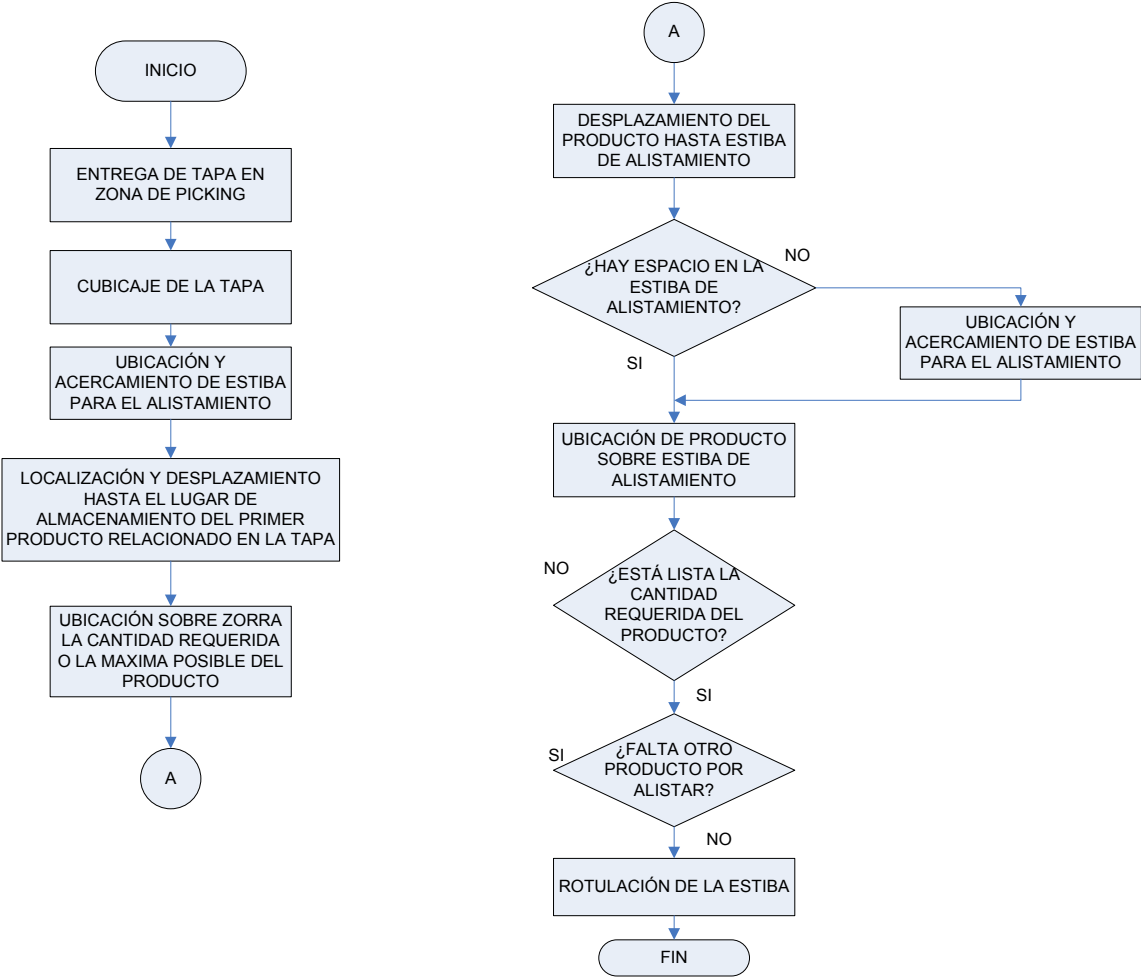 INICIO
ENTREGA DE TAPA EN
ZONA DE PICKING
CUBICAJE DE LA TAPA
UBICACIÓN Y
ACERCAMIENTO DE ESTIBA
PARA EL ALISTAMIENTO
LOCALIZACIÓN Y DESPLAZAMIENTO
HASTA EL LUGAR DE
ALMACENAMIENTO DEL PRIMER
PRODUCTO RELACIONADO EN LA TAPA
UBICACIÓN SOBRE ZORRA
LA CANTIDAD REQUERIDA
O LA MAXIMA POSIBLE DEL
PRODUCTO
A
A
DESPLAZAMIENTO DEL
PRODUCTO HASTA ESTIBA
DE ALISTAMIENTO
¿HAY ESPACIO EN LA
ESTIBA DE
ALISTAMIENTO?
NO
UBICACIÓN Y
ACERCAMIENTO DE ESTIBA
PARA EL ALISTAMIENTO
SI
UBICACIÓN DE PRODUCTO
SOBRE ESTIBA DE
ALISTAMIENTO
NO
¿ESTÁ LISTA LA
CANTIDAD
REQUERIDA DEL
PRODUCTO?
SI
SI
¿FALTA OTRO
PRODUCTO POR
ALISTAR?
NO
ROTULACIÓN DE LA ESTIBA
FIN